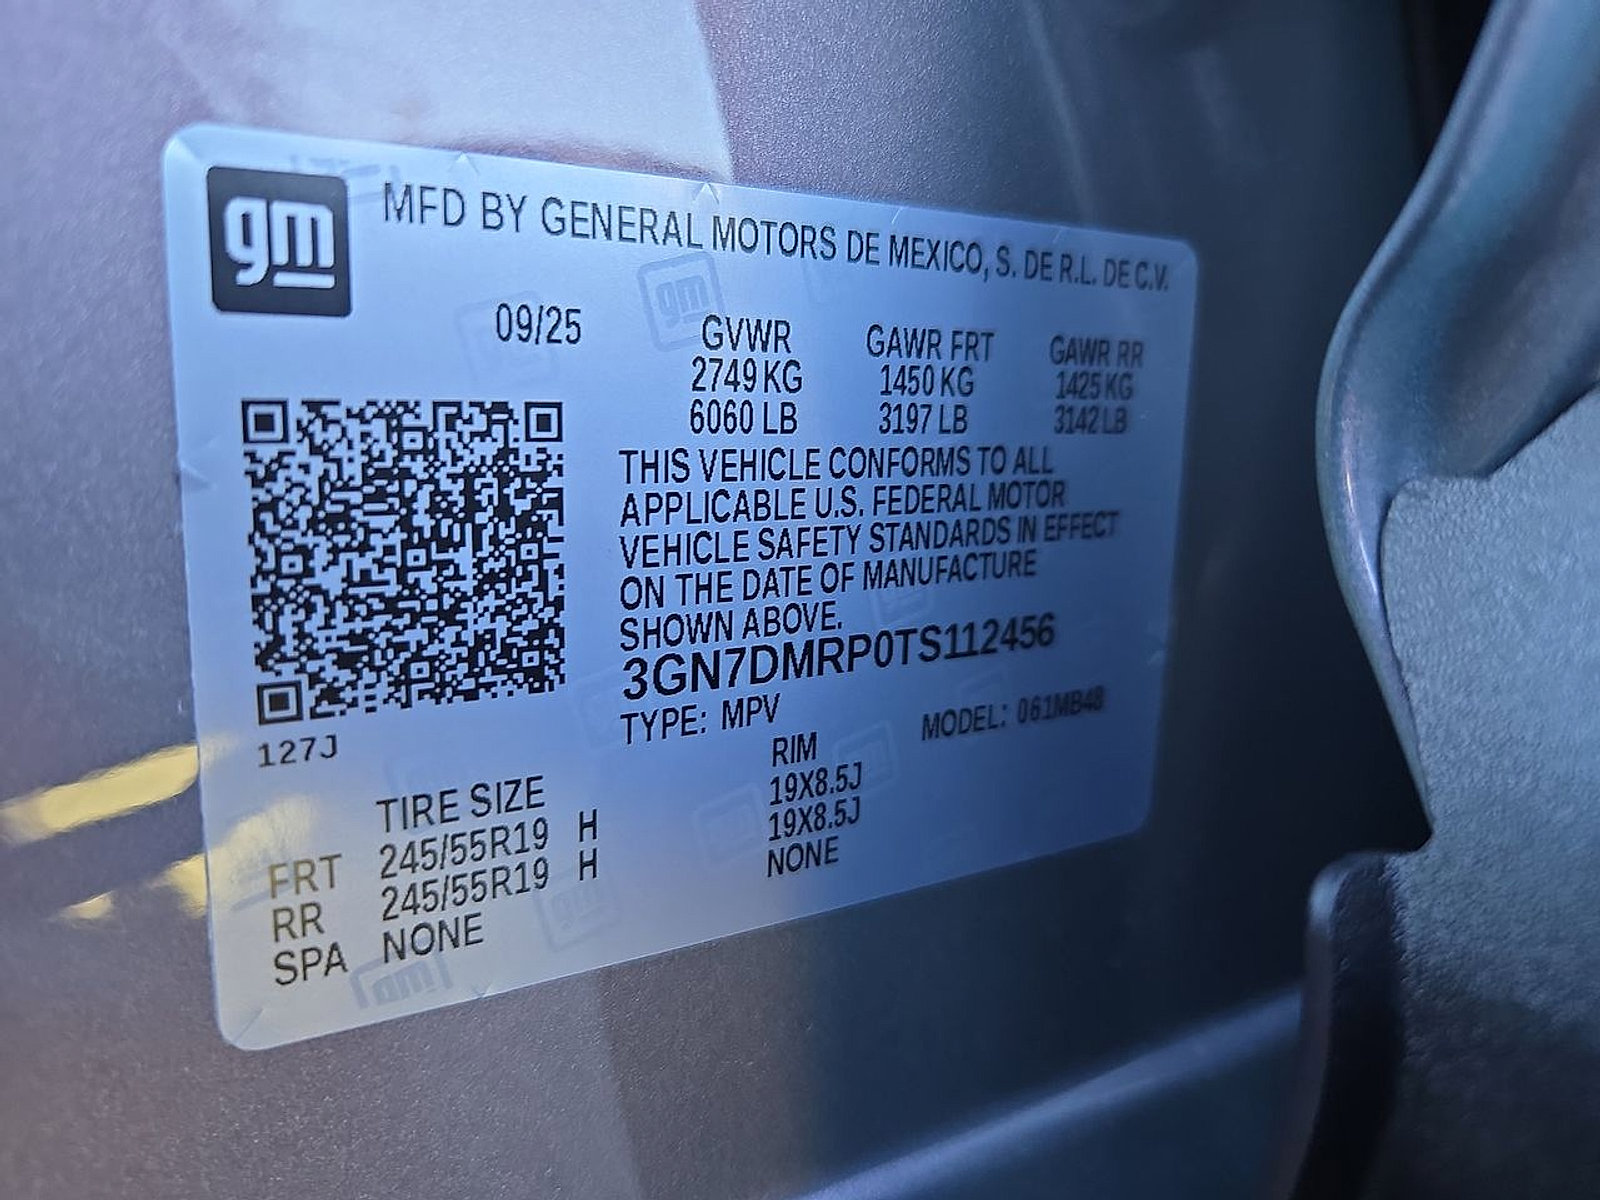 gm
MFD BY GENERAL MOTORS DE MEXICO, S. DE R.L. DE C.V.
09/25
GVWR GAWR FRT GAWR RR
2749 KG 1450 KG 1425 KG
6060 LB 3197 LB 3142 LB
THIS VEHICLE CONFORMS TO ALL
APPLICABLE U.S. FEDERAL MOTOR
VEHICLE SAFETY STANDARDS IN EFFECT
ON THE DATE OF MANUFACTURE
SHOWN ABOVE.
3GN7DMRP0TS112456
TYPE: MPV MODEL: 061MB48
127J
TIRE SIZE RIM
FRT 245/55R19 H 19X8.5J
RR 245/55R19 H 19X8.5J
SPA NONE NONE